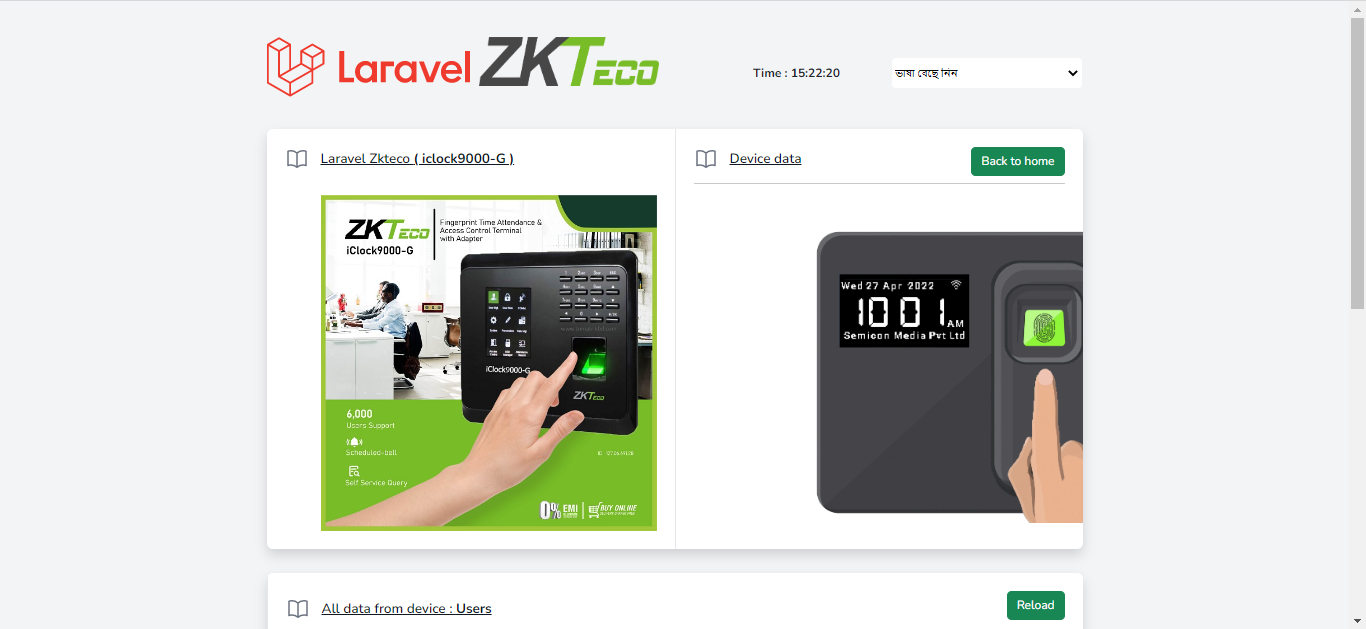 Laravel ZKTeco
Time : 15:22:20
ভাষা বেছে নিন
Laravel Zkteco ( iclock9000-G )
ZKTeco
iClock9000-G
Fingerprint Time Attendance &
Access Control Terminal
with Adapter
iClock9000-G
ZKTeco
6,000
Users Support
Scheduled-bell
Self Service Query
0% EMI
BUY ONLINE
Device data
Back to home
Wed 27 Apr 2022
10 01 AM
Semicon Media Pvt Ltd
All data from device : Users
Reload